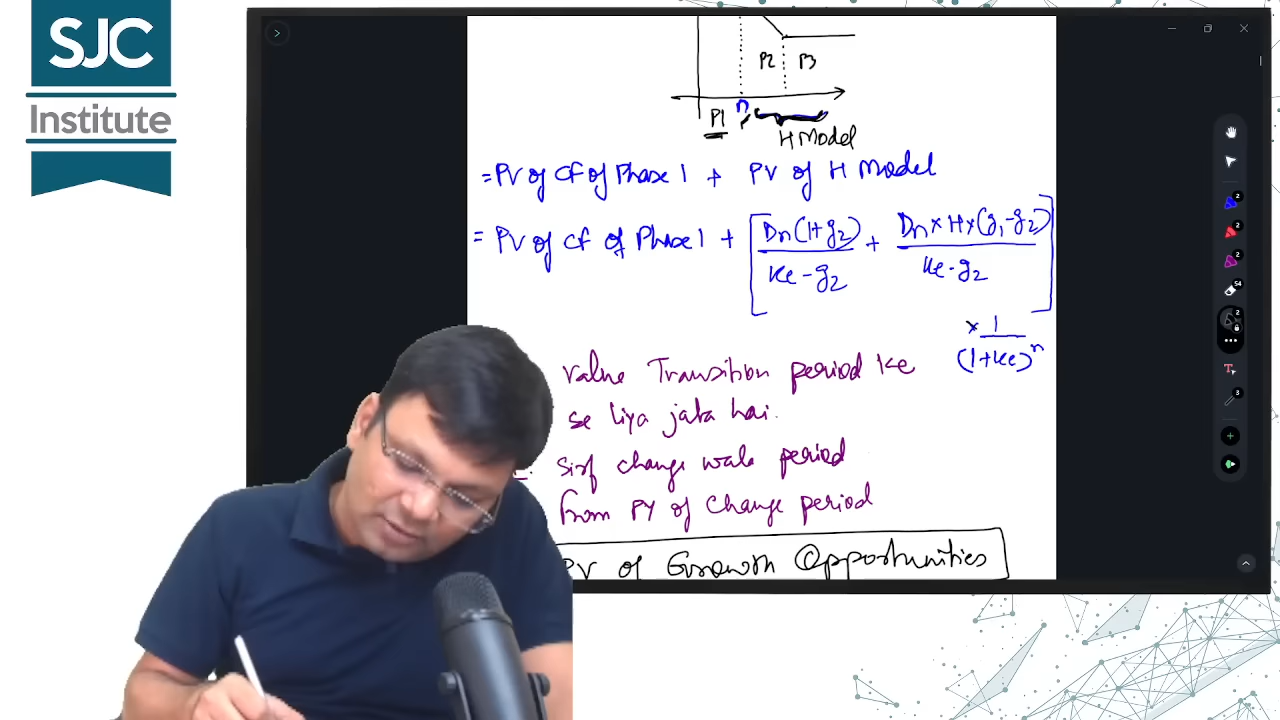 SJC
Institute
P2 P3
n
P1
H Model
= PV of CF of Phase 1 + PV of H Model
= PV of CF of Phase 1 + [ Dn(1+g2) / Ke - g2 + Dn × H × (g1 - g2) / Ke - g2 ]
× 1 / (1+Ke)^n
value Transition period Ke
se liya jata hai.
sirf change wala period
from PY of Change period
PV of Growth Opportunities